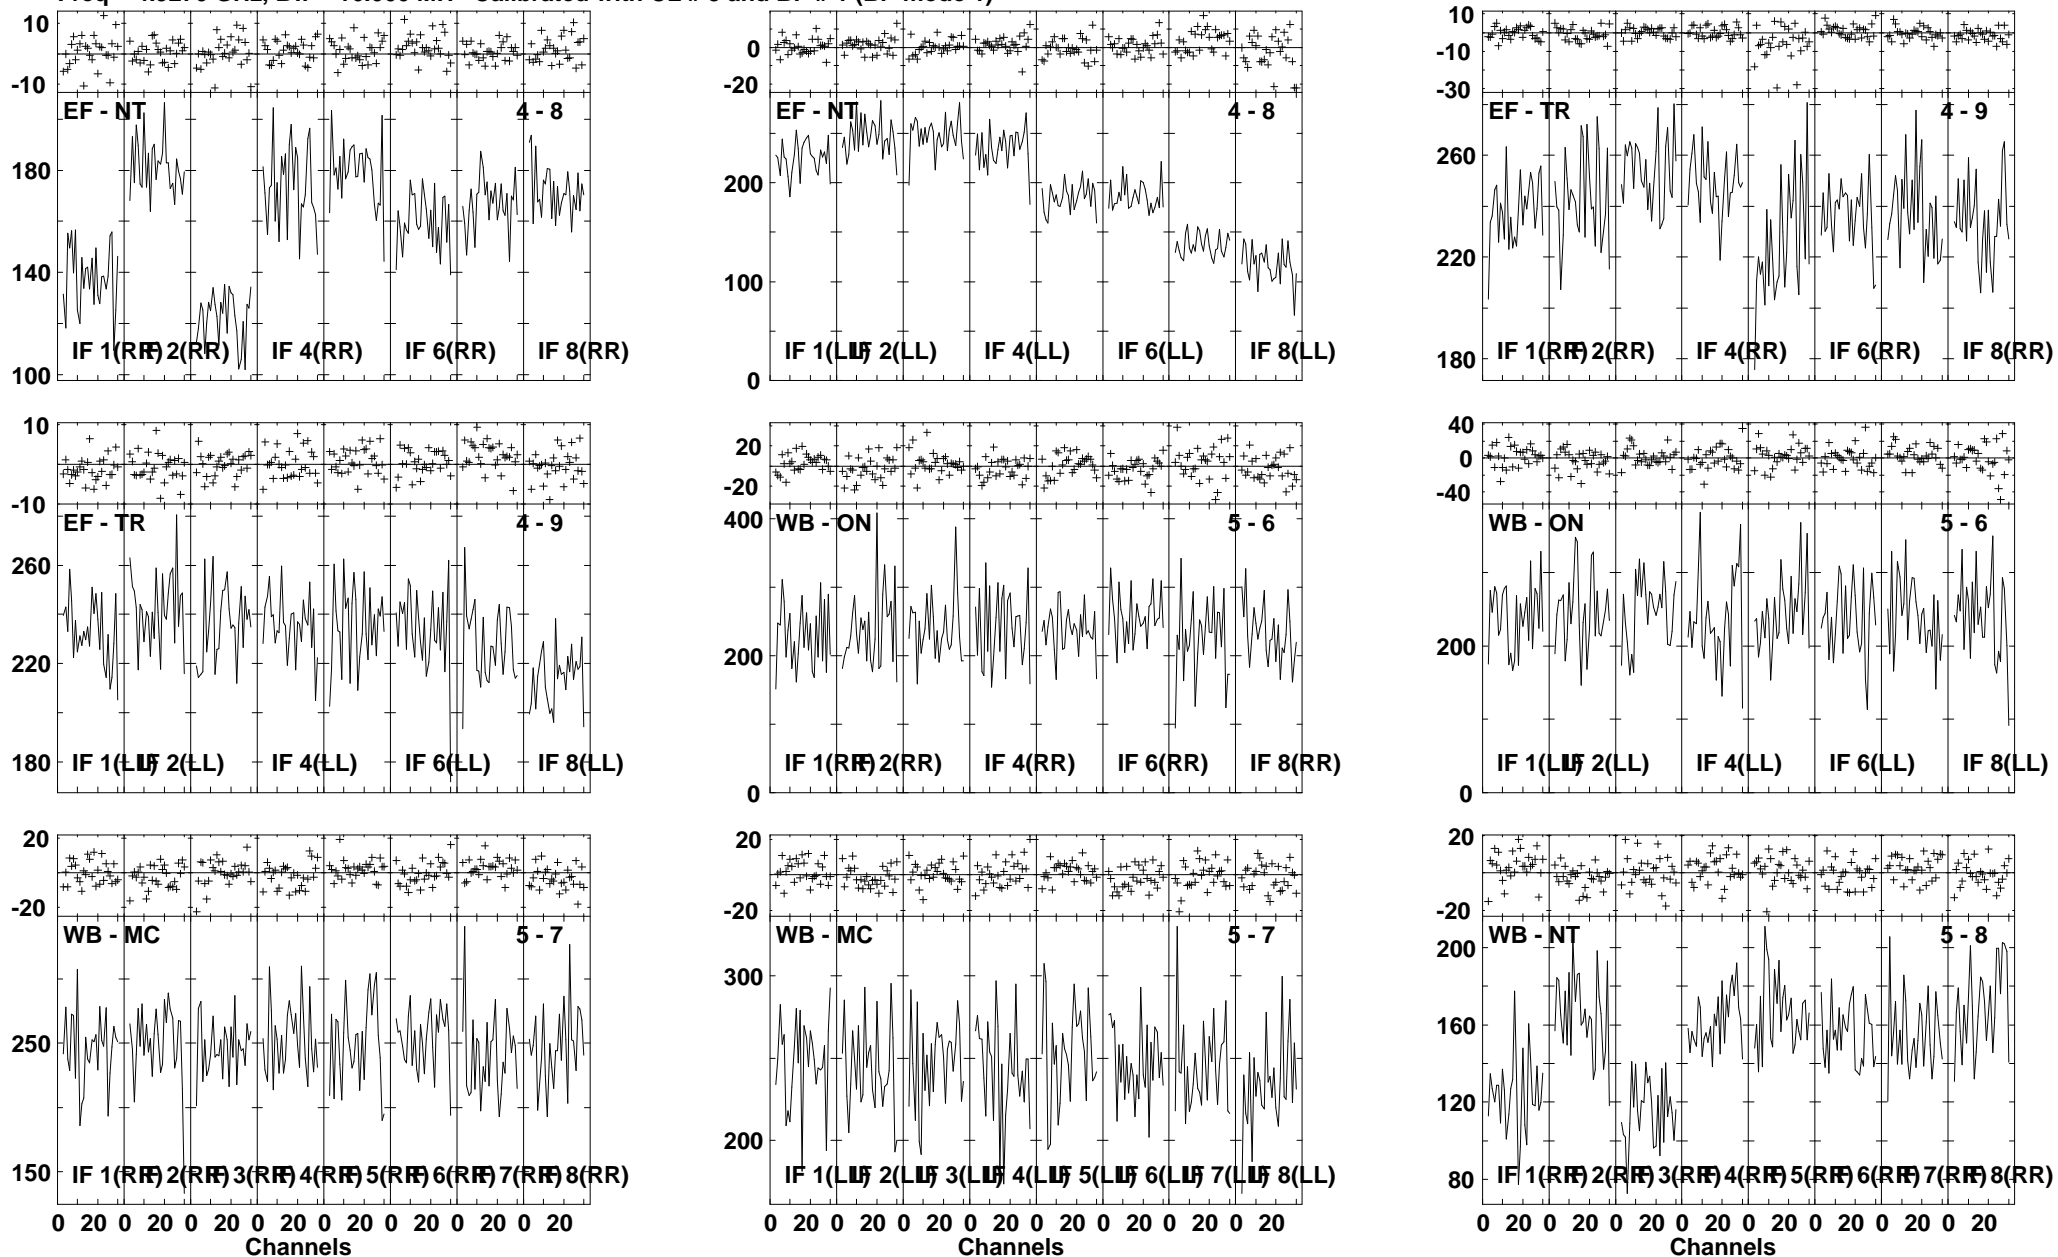 Freq = GHz, Bw = MH Calibrated with CL # and BP # 1 (BP mode 1)
10
0
-10
EF - NT 4 - 8
180
140
100
IF 1(RR) IF 2(RR) IF 4(RR) IF 6(RR) IF 8(RR)
0
-20
EF - NT 4 - 8
200
100
0
IF 1(LL) IF 2(LL) IF 4(LL) IF 6(LL) IF 8(LL)
10
-10
-30
EF - TR 4 - 9
260
220
180
IF 1(RR) IF 2(RR) IF 4(RR) IF 6(RR) IF 8(RR)
10
-10
EF - TR 4 - 9
260
220
180
IF 1(LL) IF 2(LL) IF 4(LL) IF 6(LL) IF 8(LL)
20
-20
400
WB - ON 5 - 6
200
0
IF 1(RR) IF 2(RR) IF 4(RR) IF 6(RR) IF 8(RR)
40
0
-40
WB - ON 5 - 6
200
0
IF 1(LL) IF 2(LL) IF 4(LL) IF 6(LL) IF 8(LL)
20
-20
WB - MC 5 - 7
250
150
IF 1(RR) IF 2(RR) IF 3(RR) IF 4(RR) IF 5(RR) IF 6(RR) IF 7(RR) IF 8(RR)
0 20 0 20 0 20 0 20 0 20 0 20 0 20 0 20
Channels
20
-20
WB - MC 5 - 7
300
200
IF 1(LL) IF 2(LL) IF 3(LL) IF 4(LL) IF 5(LL) IF 6(LL) IF 7(LL) IF 8(LL)
0 20 0 20 0 20 0 20 0 20 0 20 0 20 0 20
Channels
20
-20
WB - NT 5 - 8
200
160
120
80
IF 1(RR) IF 2(RR) IF 3(RR) IF 4(RR) IF 5(RR) IF 6(RR) IF 7(RR) IF 8(RR)
0 20 0 20 0 20 0 20 0 20 0 20 0 20 0 20
Channels